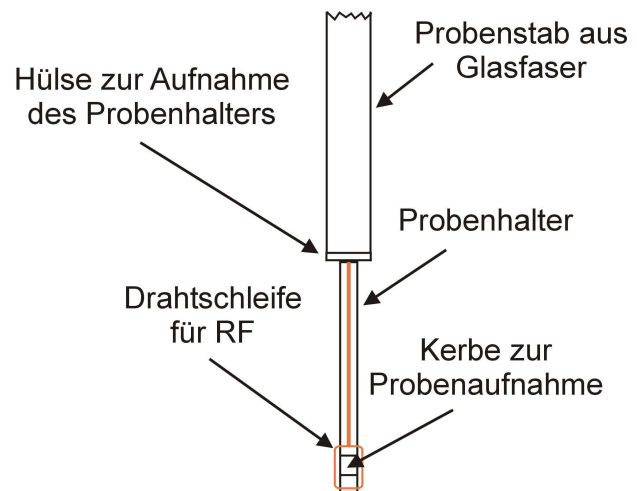 Probenstab aus
Glasfaser
Hülse zur Aufnahme
des Probenhalters
Probenhalter
Drahtschleife
für RF
Kerbe zur
Probenaufnahme